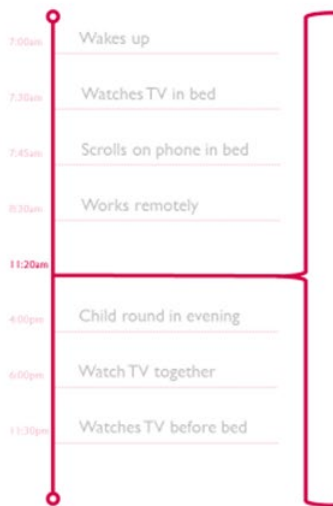 7:00am Wakes up
7:30am Watches TV in bed
7:45am Scrolls on phone in bed
8:30am Works remotely
11:20am
4:00pm Child round in evening
6:00pm Watch TV together
11:30pm Watches TV before bed